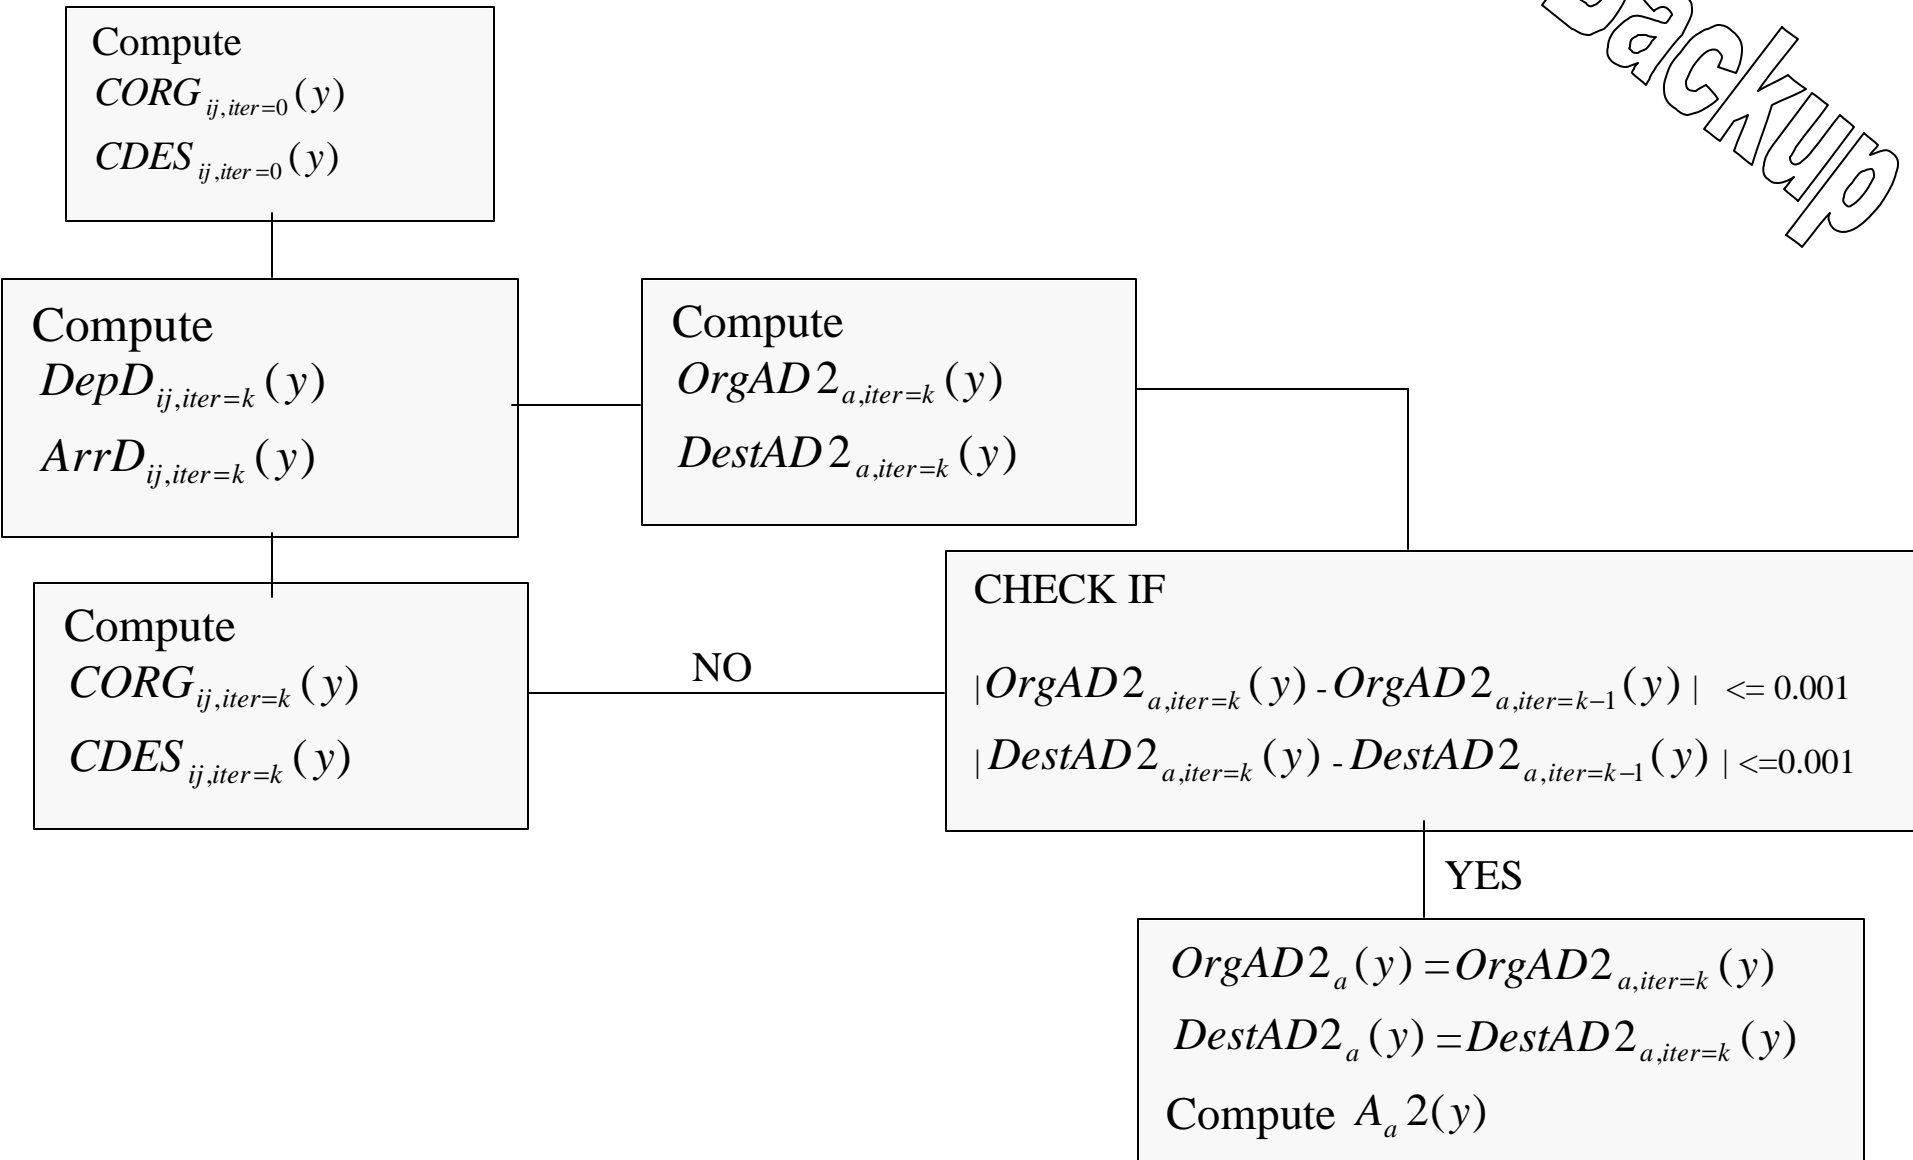 Backup
Compute
CORG_{ij,iter=0}(y)
CDES_{ij,iter=0}(y)
Compute
DepD_{ij,iter=k}(y)
ArrD_{ij,iter=k}(y)
Compute
OrgAD2_{a,iter=k}(y)
DestAD2_{a,iter=k}(y)
Compute
CORG_{ij,iter=k}(y)
CDES_{ij,iter=k}(y)
NO
CHECK IF
|OrgAD2_{a,iter=k}(y) - OrgAD2_{a,iter=k−1}(y)| <= 0.001
|DestAD2_{a,iter=k}(y) - DestAD2_{a,iter=k−1}(y)| <=0.001
YES
OrgAD2_a(y) = OrgAD2_{a,iter=k}(y)
DestAD2_a(y) = DestAD2_{a,iter=k}(y)
Compute A_a2(y)